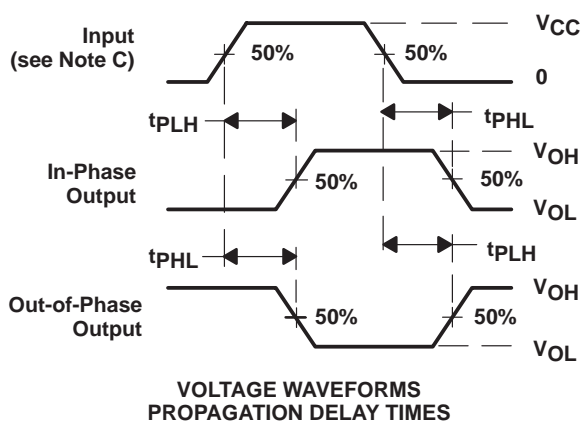 Input
(see Note C)
50%
50%
VCC
0
tPLH
tPHL
In-Phase
Output
50%
50%
VOH
VOL
tPHL
tPLH
Out-of-Phase
Output
50%
50%
VOH
VOL
VOLTAGE WAVEFORMS
PROPAGATION DELAY TIMES